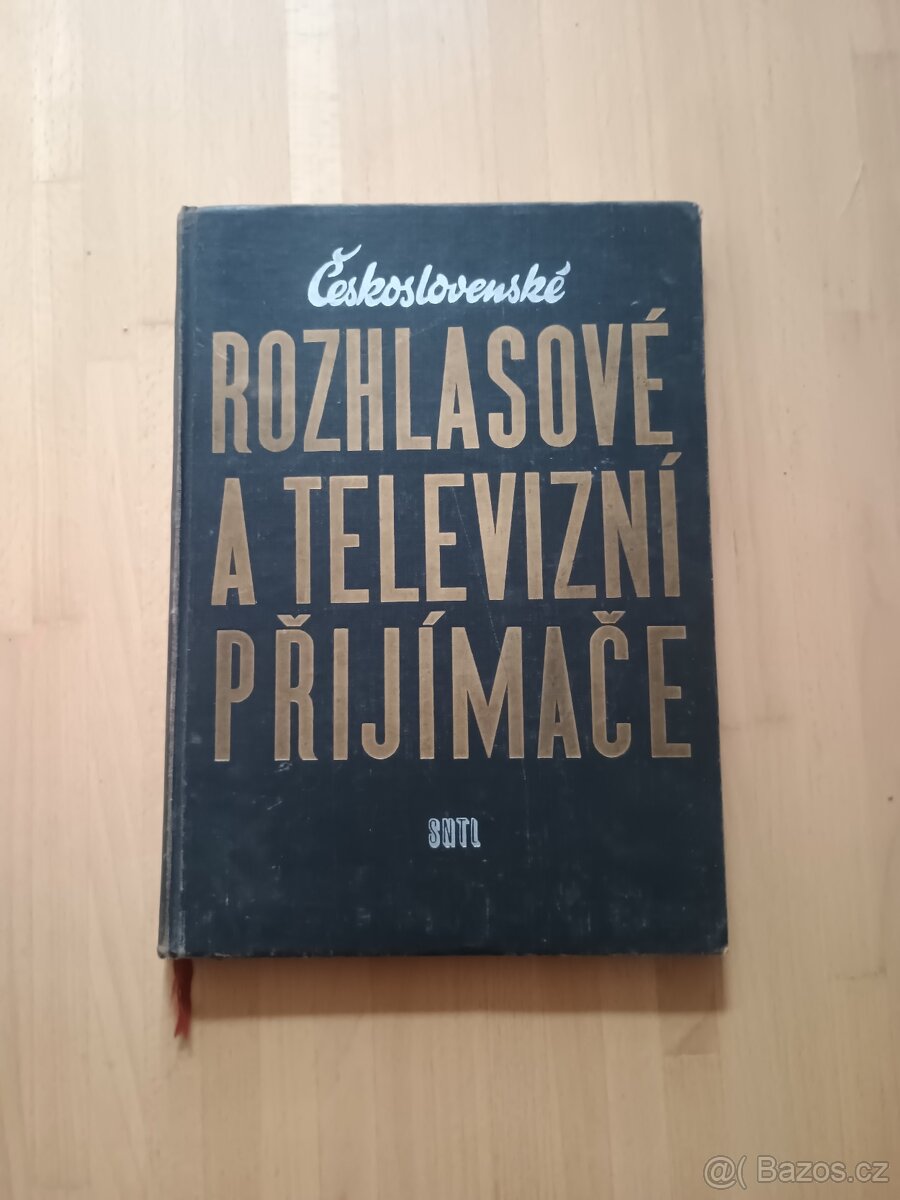 Československé
ROZHLASOVÉ
A TELEVIZNÍ
PŘIJÍMAČE
SNTL
@( Bazos.cz